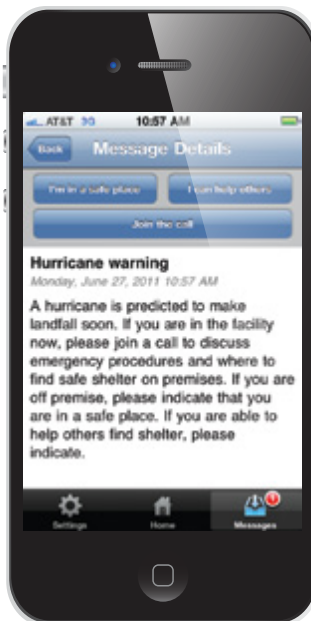 AT&T 3G 10:57 AM
Back Message Details
I'm in a safe place I can help others
Join the call
Hurricane warning
Monday, June 27, 2011 10:57 AM
A hurricane is predicted to make
landfall soon. If you are in the facility
now, please join a call to discuss
emergency procedures and where to
find safe shelter on premises. If you are
off premise, please indicate that you
are in a safe place. If you are able to
help others find shelter, please
indicate.
Settings Home Messages